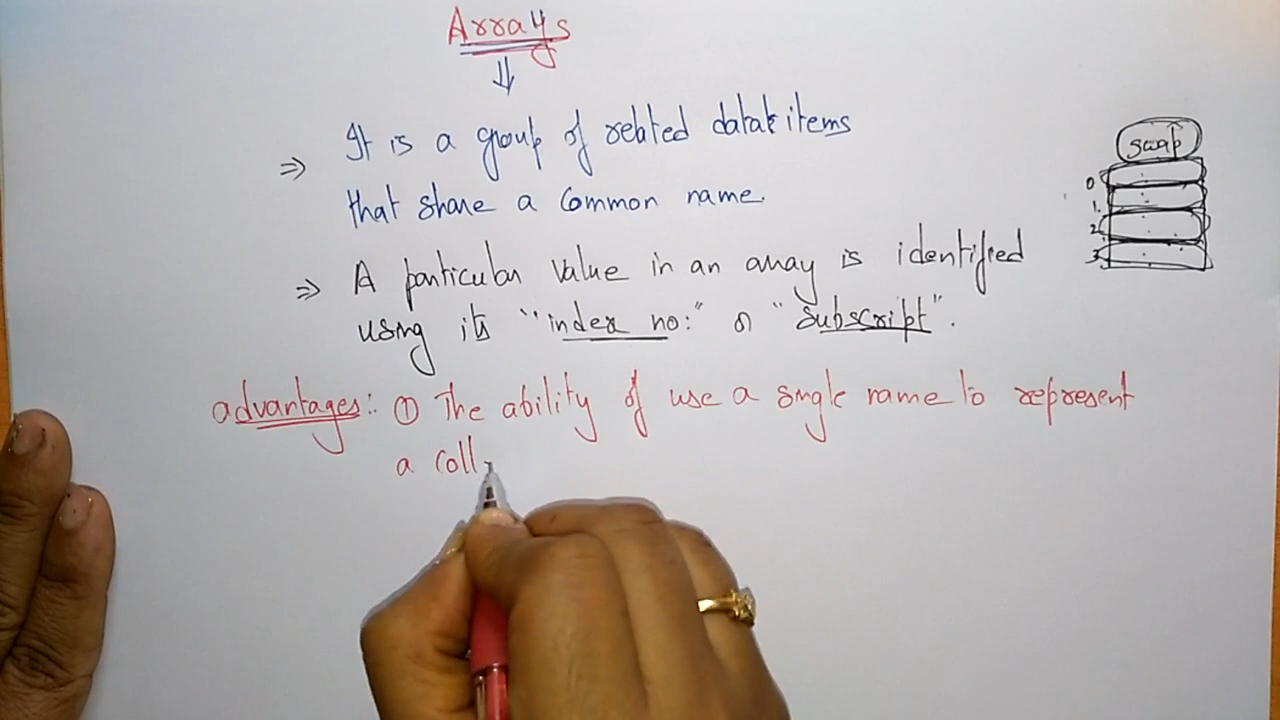 Arrays
⇓
⇒ It is a group of related data items
that share a common name.
⇒ A particular value in an array is identified
using its "index no:" or "subscript".
advantages: ① The ability of use a single name to represent
a coll
swap
0
1
2
3